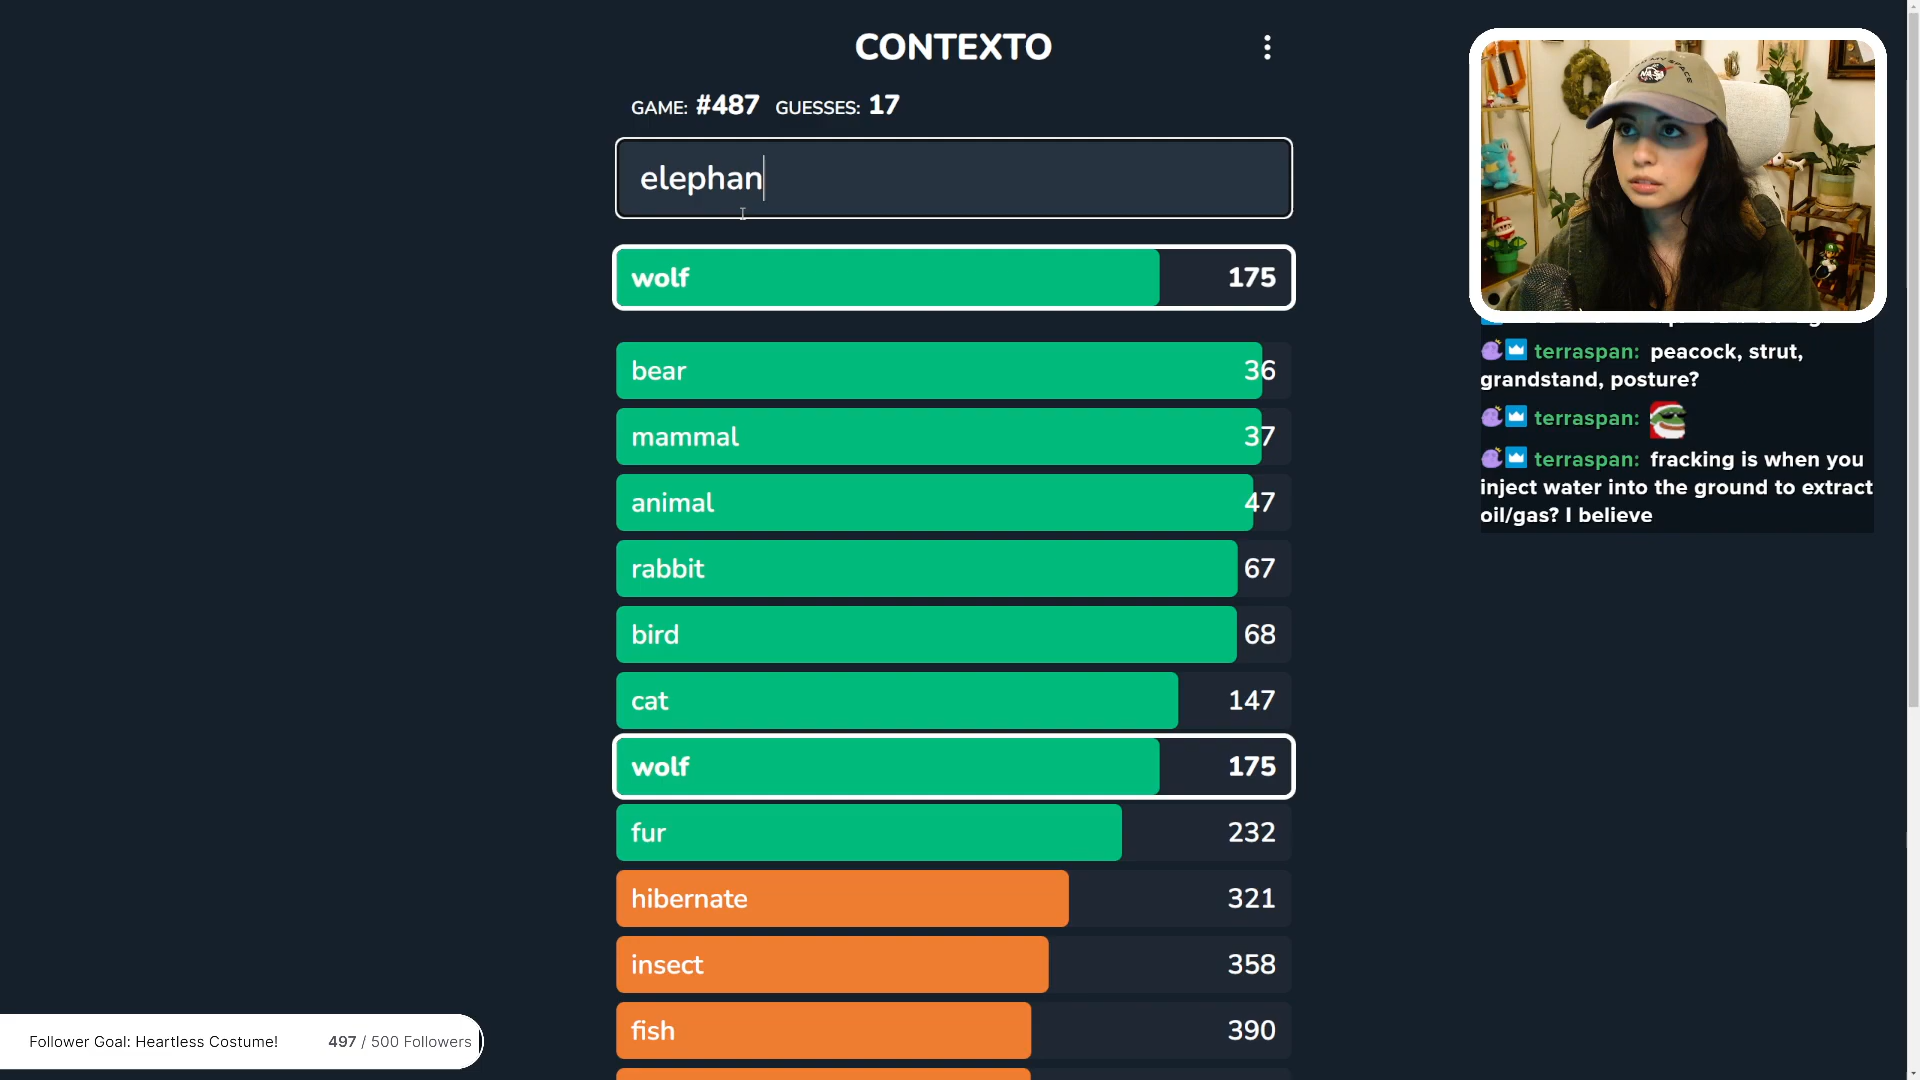 CONTEXTO
GAME: #487 GUESSES: 17
elephan
wolf 175
bear 36
mammal 37
animal 47
rabbit 67
bird 68
cat 147
wolf 175
fur 232
hibernate 321
insect 358
fish 390
NASA
MY SPACE
terraspan: peacock, strut,
grandstand, posture?
terraspan:
terraspan: fracking is when you
inject water into the ground to extract
oil/gas? I believe
Follower Goal: Heartless Costume! 497 / 500 Followers